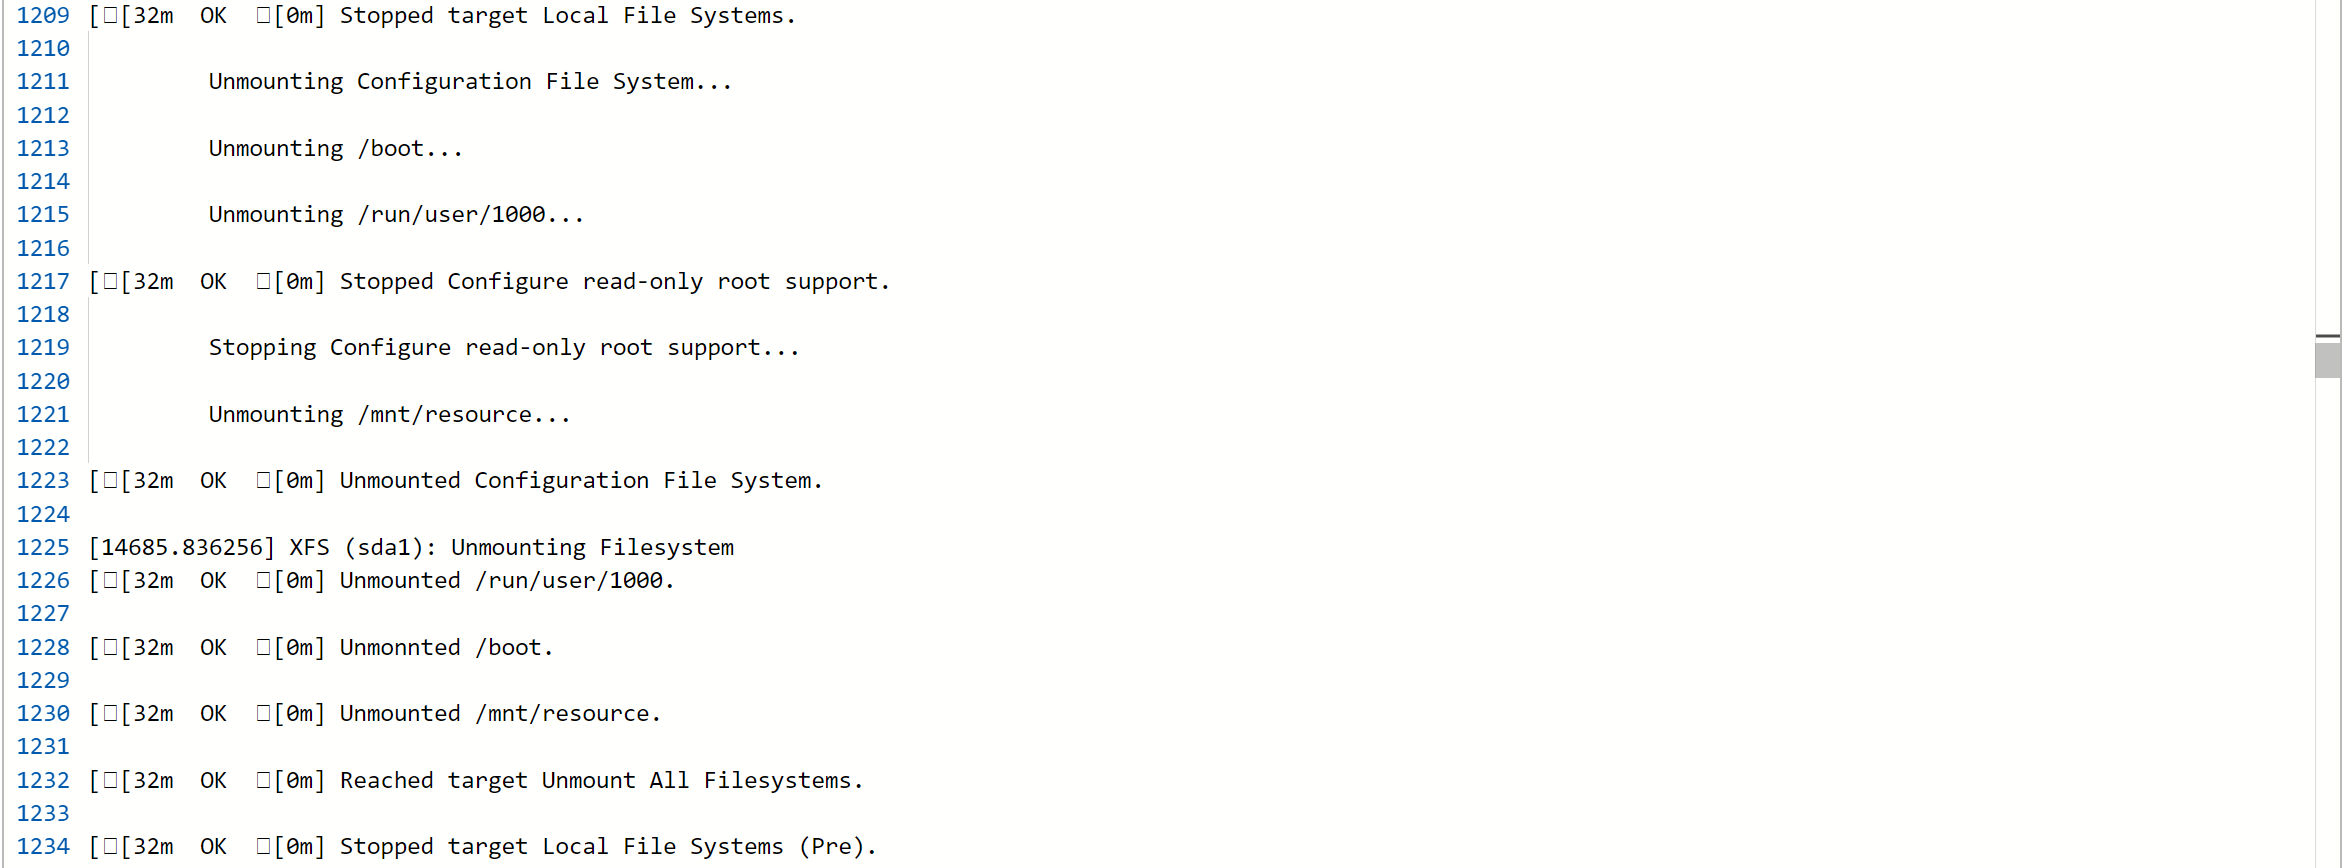 1209 [□[32m  OK  □[0m] Stopped target Local File Systems.
1210
1211         Unmounting Configuration File System...
1212
1213         Unmounting /boot...
1214
1215         Unmounting /run/user/1000...
1216
1217 [□[32m  OK  □[0m] Stopped Configure read-only root support.
1218
1219         Stopping Configure read-only root support...
1220
1221         Unmounting /mnt/resource...
1222
1223 [□[32m  OK  □[0m] Unmounted Configuration File System.
1224
1225 [14685.836256] XFS (sda1): Unmounting Filesystem
1226 [□[32m  OK  □[0m] Unmounted /run/user/1000.
1227
1228 [□[32m  OK  □[0m] Unmonnted /boot.
1229
1230 [□[32m  OK  □[0m] Unmounted /mnt/resource.
1231
1232 [□[32m  OK  □[0m] Reached target Unmount All Filesystems.
1233
1234 [□[32m  OK  □[0m] Stopped target Local File Systems (Pre).